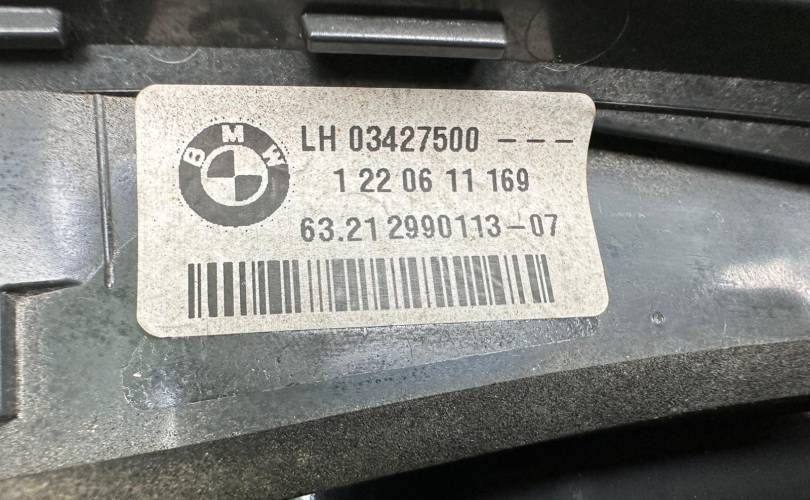 BMW
LH 03427500 ---
1 22 06 11 169
63.21 2990113-07